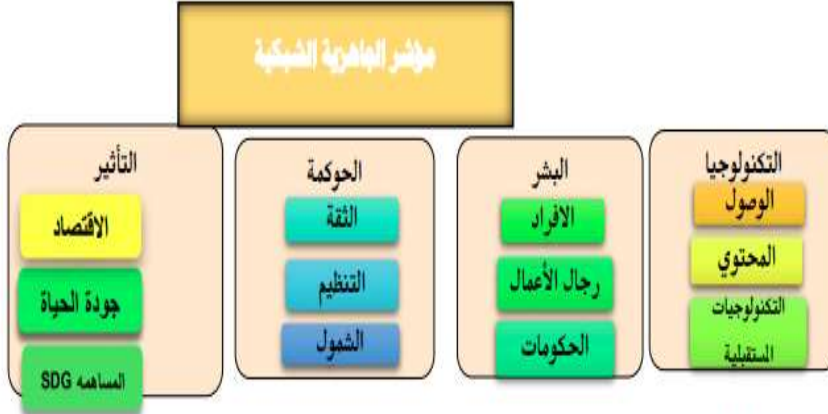 مؤشر الجاهزية الشبكية
التكنولوجيا
الوصول
المحتوي
التكنولوجيات
المستقبلية
البشر
الافراد
رجال الأعمال
الحكومات
الحوكمة
الثقة
التنظيم
الشمول
التأثير
الاقتصاد
جودة الحياة
المساهمه SDG